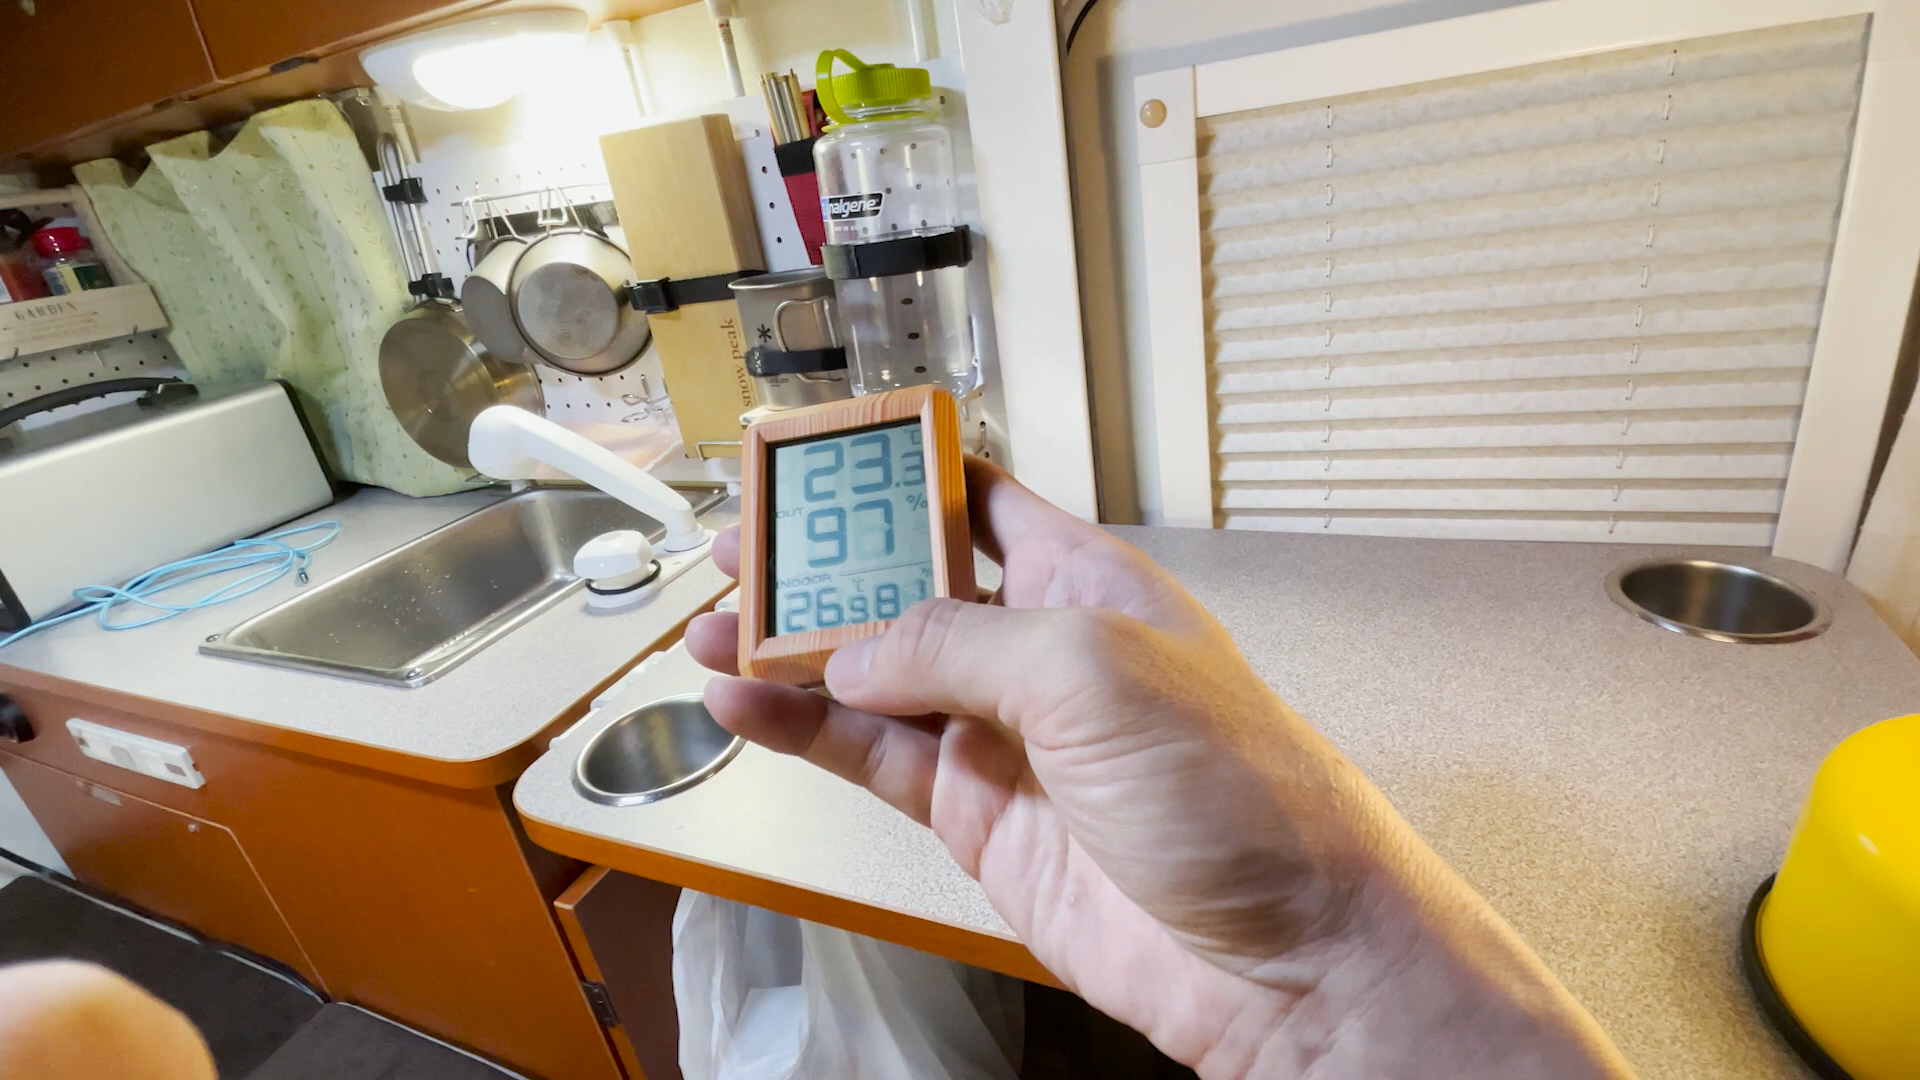 GARDEN
nalgene
snow peak
°C
23.3
OUT
97
%
INDOOR
°C
%
26.9